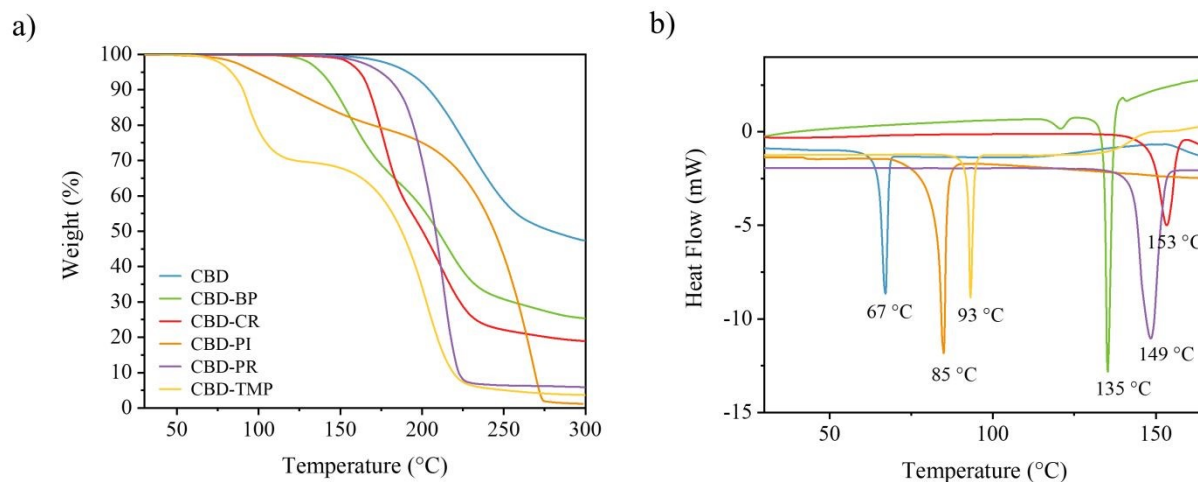 a)
100
90
80
70
60
50
40
30
20
10
0
Weight (%)
CBD
CBD-BP
CBD-CR
CBD-PI
CBD-PR
CBD-TMP
50
100
150
200
250
300
Temperature (°C)
b)
0
-5
-10
-15
Heat Flow (mW)
67 °C
85 °C
93 °C
135 °C
149 °C
153 °C
50
100
150
Temperature (°C)